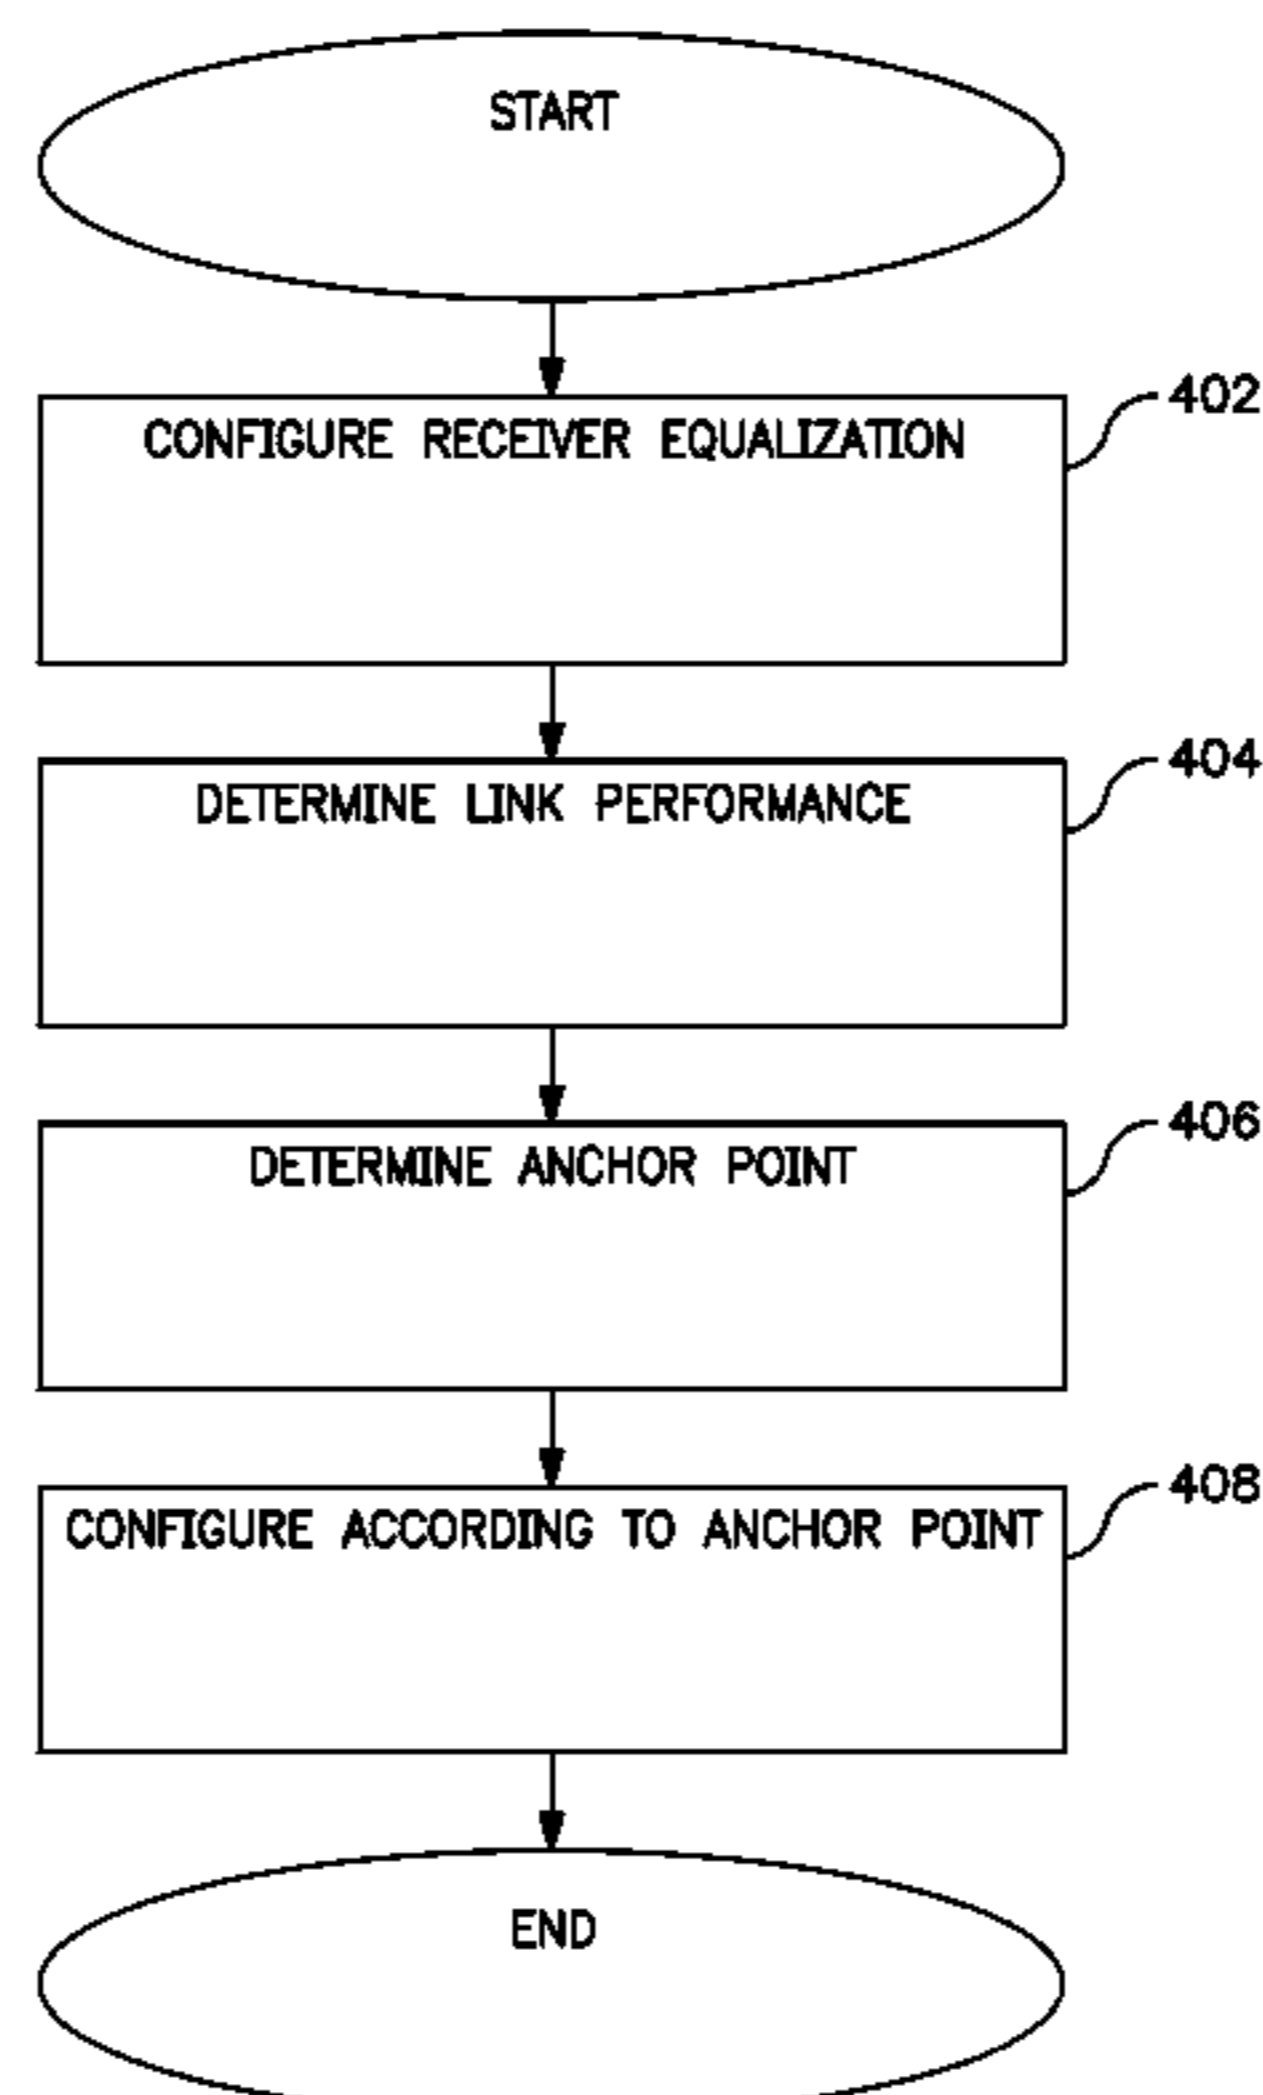 START
402
CONFIGURE RECEIVER EQUALIZATION
404
DETERMINE LINK PERFORMANCE
406
DETERMINE ANCHOR POINT
408
CONFIGURE ACCORDING TO ANCHOR POINT
END